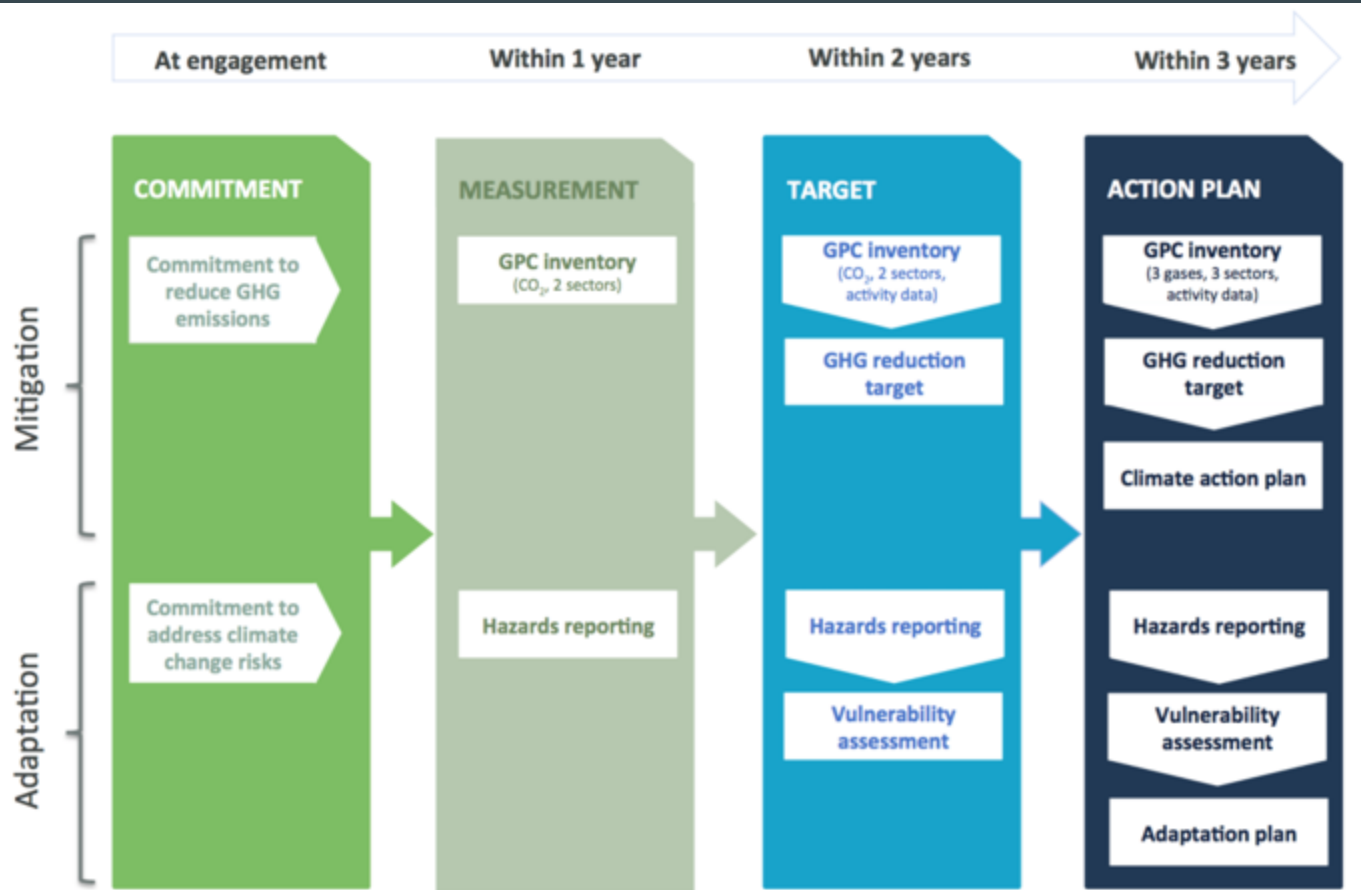 At engagement
Within 1 year
Within 2 years
Within 3 years
COMMITMENT
MEASUREMENT
TARGET
ACTION PLAN
Mitigation
Commitment to
reduce GHG
emissions
GPC inventory
(CO₂, 2 sectors)
GPC inventory
(CO₂, 2 sectors,
activity data)
GHG reduction
target
GPC inventory
(3 gases, 3 sectors,
activity data)
GHG reduction
target
Climate action plan
Adaptation
Commitment to
address climate
change risks
Hazards reporting
Hazards reporting
Vulnerability
assessment
Hazards reporting
Vulnerability
assessment
Adaptation plan